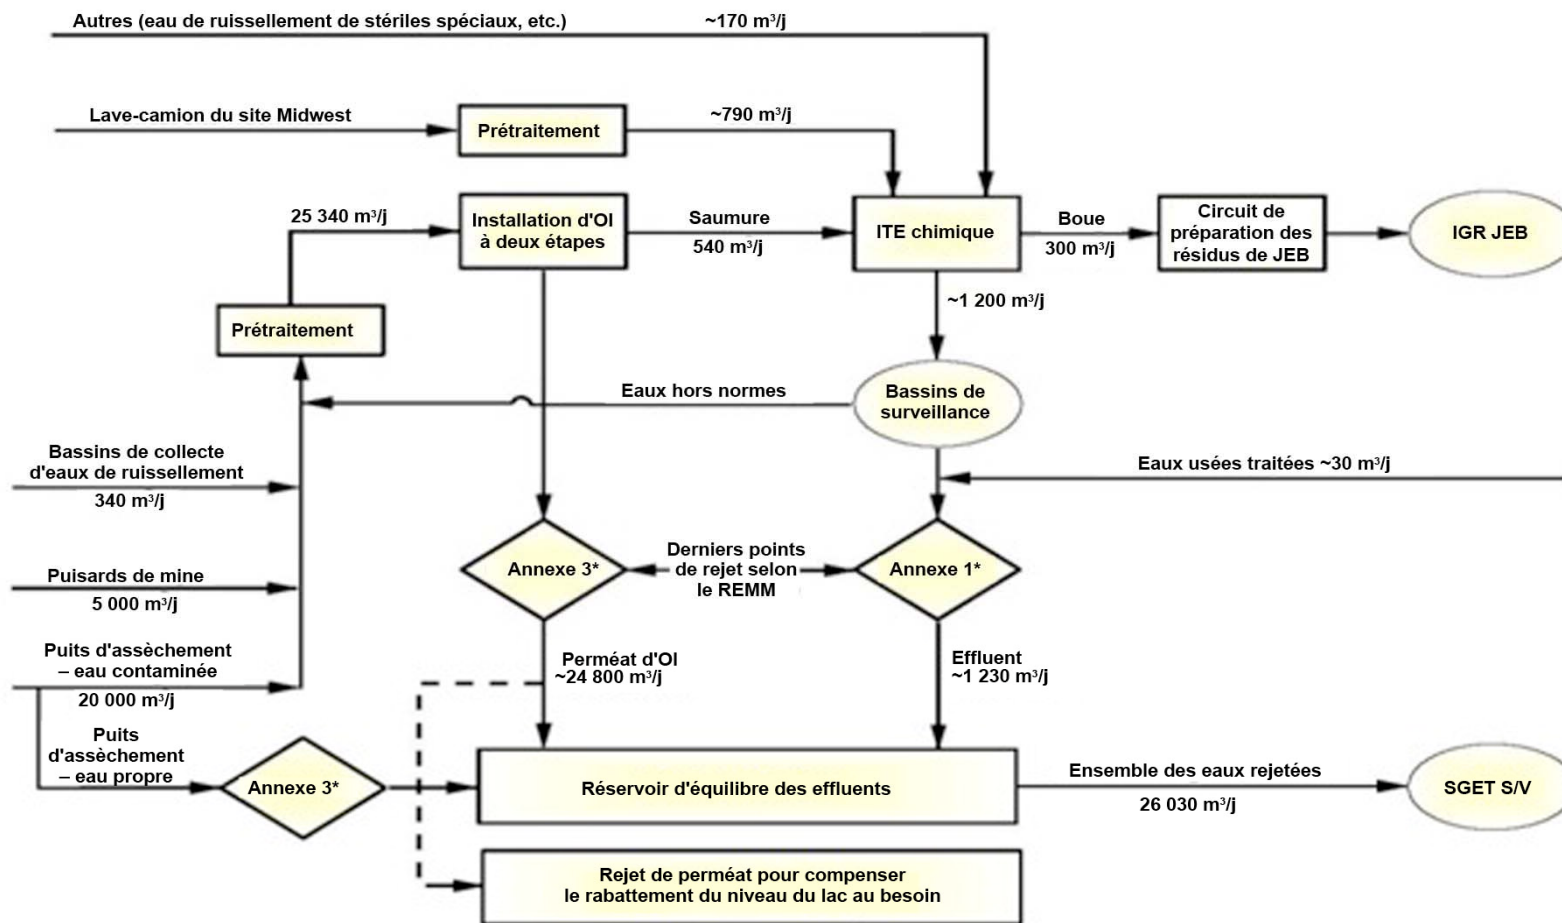 Autres (eau de ruissellement de stériles spéciaux, etc.)
~170 m³/j
Lave-camion du site Midwest
Prétraitement
~790 m³/j
25 340 m³/j
Installation d'OI
à deux étapes
Saumure
540 m³/j
ITE chimique
Boue
300 m³/j
Circuit de
préparation des
résidus de JEB
IGR JEB
~1 200 m³/j
Prétraitement
Eaux hors normes
Bassins de
surveillance
Bassins de collecte
d'eaux de ruissellement
340 m³/j
Eaux usées traitées ~30 m³/j
Puisards de mine
5 000 m³/j
Annexe 3*
Derniers points
de rejet selon
le REMM
Annexe 1*
Puits d'assèchement
– eau contaminée
20 000 m³/j
Perméat d'OI
~24 800 m³/j
Effluent
~1 230 m³/j
Puits
d'assèchement
– eau propre
Annexe 3*
Réservoir d'équilibre des effluents
Ensemble des eaux rejetées
26 030 m³/j
SGET S/V
Rejet de perméat pour compenser
le rabattement du niveau du lac au besoin